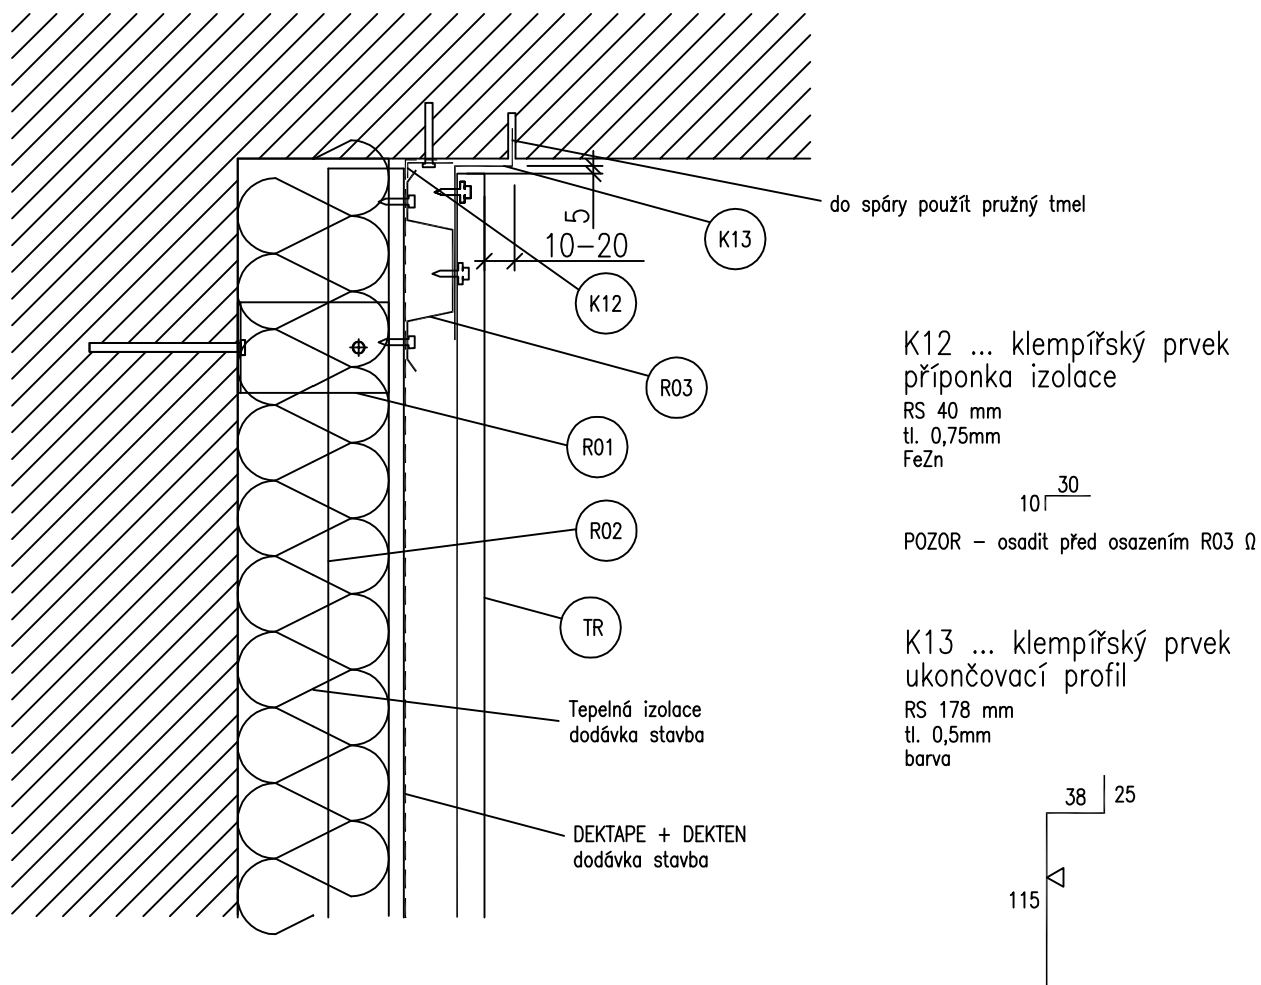 do spáry použít pružný tmel
5
10-20
K13
K12
R03
R01
R02
TR
Tepelná izolace
dodávka stavba
DEKTAPE + DEKTEN
dodávka stavba
K12 ... klempířský prvek
příponka izolace
RS 40 mm
tl. 0,75mm
FeZn
30
10
POZOR - osadit před osazením R03 Ω
K13 ... klempířský prvek
ukončovací profil
RS 178 mm
tl. 0,5mm
barva
38
25
115